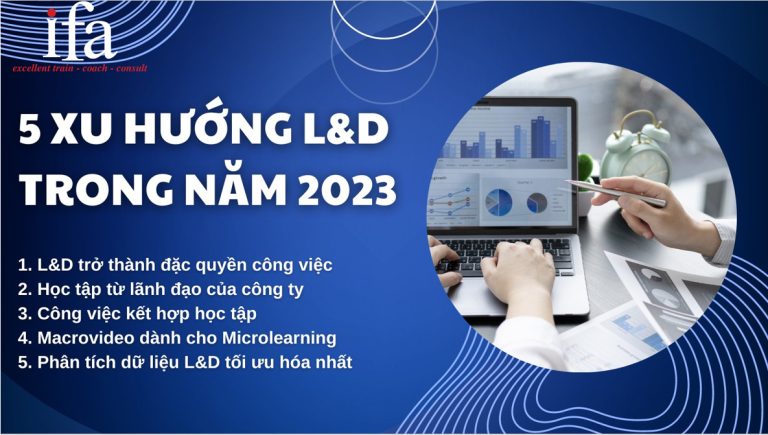 ifa
excellent train - coach - consult
5 XU HƯỚNG L&D
TRONG NĂM 2023
1. L&D trở thành đặc quyền công việc
2. Học tập từ lãnh đạo của công ty
3. Công việc kết hợp học tập
4. Macrovideo dành cho Microlearning
5. Phân tích dữ liệu L&D tối ưu hóa nhất